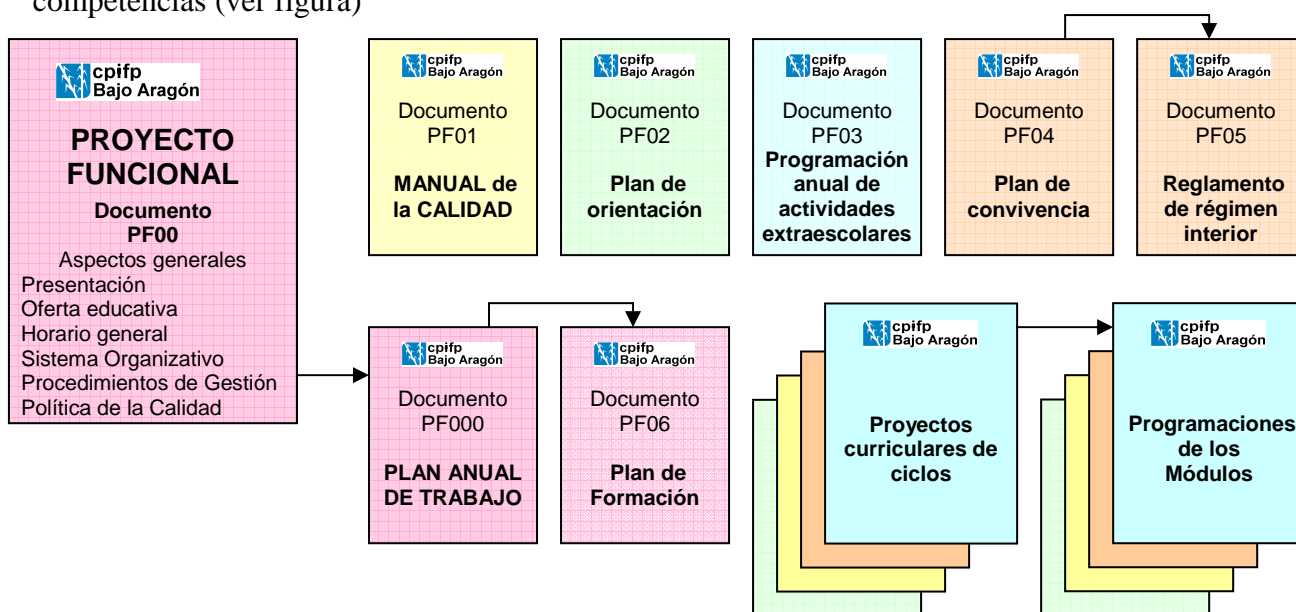 competencias (ver figura)
cpifp
Bajo Aragón
PROYECTO
FUNCIONAL
Documento
PF00
Aspectos generales
Presentación
Oferta educativa
Horario general
Sistema Organizativo
Procedimientos de Gestión
Política de la Calidad
cpifp
Bajo Aragón
Documento
PF01
MANUAL de
la CALIDAD
cpifp
Bajo Aragón
Documento
PF02
Plan de
orientación
cpifp
Bajo Aragón
Documento
PF03
Programación
anual de
actividades
extraescolares
cpifp
Bajo Aragón
Documento
PF04
Plan de
convivencia
cpifp
Bajo Aragón
Documento
PF05
Reglamento
de régimen
interior
cpifp
Bajo Aragón
Documento
PF000
PLAN ANUAL
DE TRABAJO
cpifp
Bajo Aragón
Documento
PF06
Plan de
Formación
cpifp
Bajo Aragón
Proyectos
curriculares de
ciclos
cpifp
Bajo Aragón
Programaciones
de los
Módulos